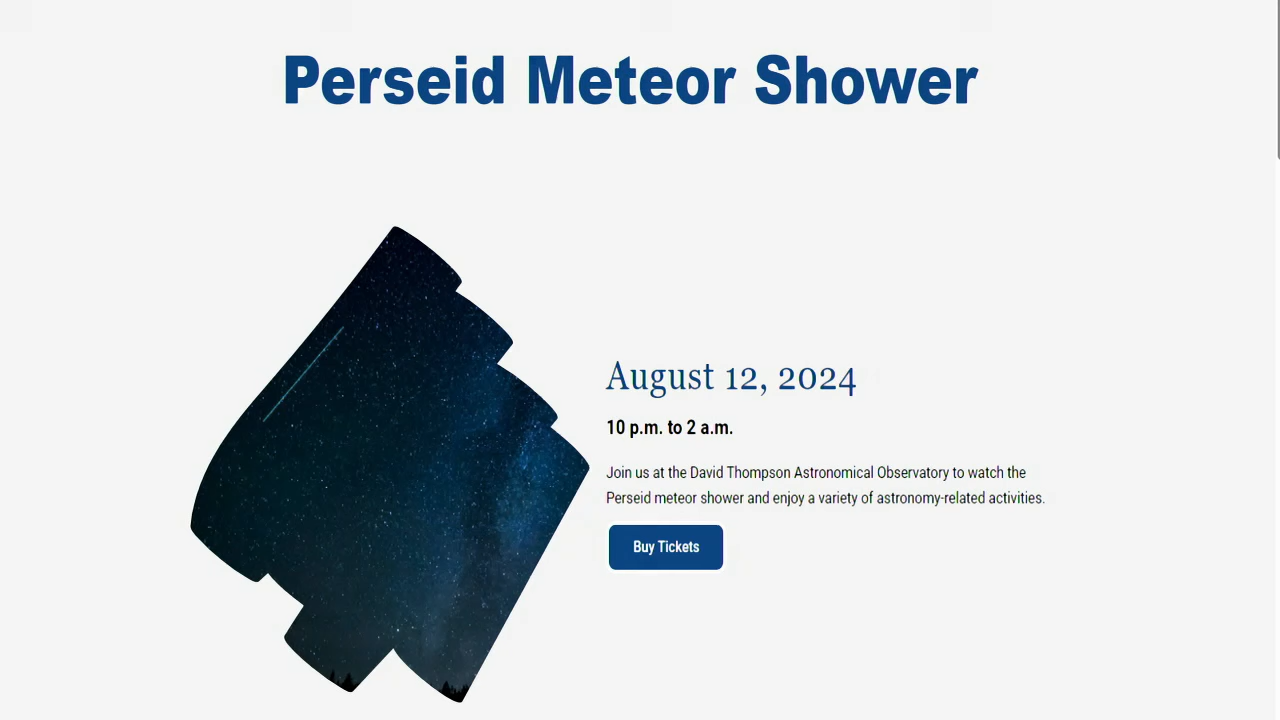 Perseid Meteor Shower
August 12, 2024
10 p.m. to 2 a.m.
Join us at the David Thompson Astronomical Observatory to watch the
Perseid meteor shower and enjoy a variety of astronomy-related activities.
Buy Tickets